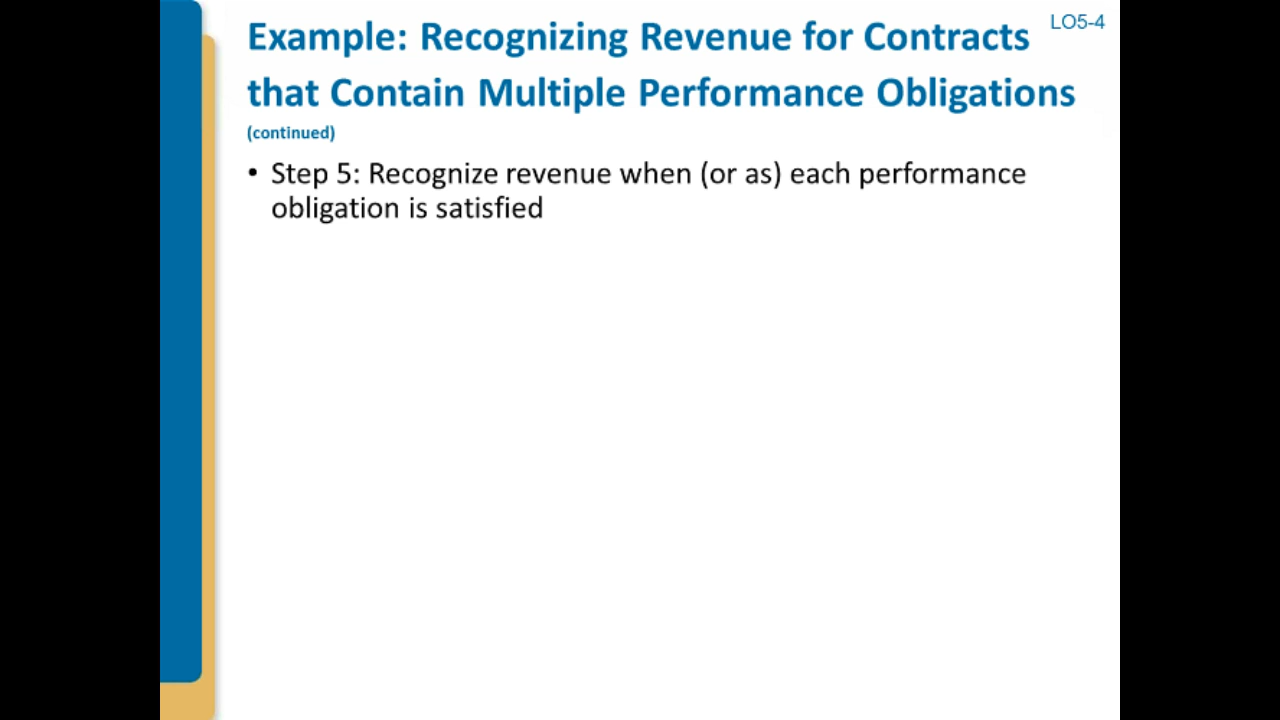 Example: Recognizing Revenue for Contracts
LO5-4
that Contain Multiple Performance Obligations
(continued)
• Step 5: Recognize revenue when (or as) each performance
obligation is satisfied